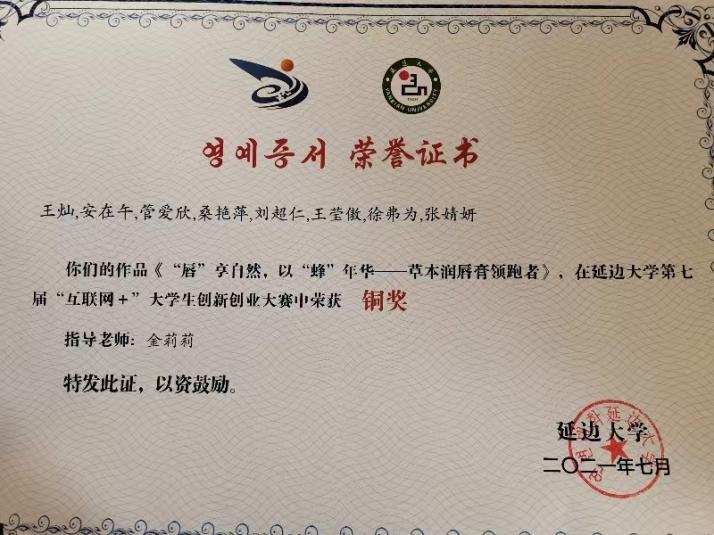 YANBIAN UNIVERSITY
영예증서 荣誉证书
王灿,安在午,管爱欣,桑艳萍,刘超仁,王莹傲,徐弗为,张婧妍
你们的作品《“唇”享自然，以“蜂”年华——草本润唇膏领跑者》，在延边大学第七
届“互联网＋”大学生创新创业大赛中荣获 铜奖
指导老师：金莉莉
特发此证，以资鼓励。
延边大学
二〇二一年七月